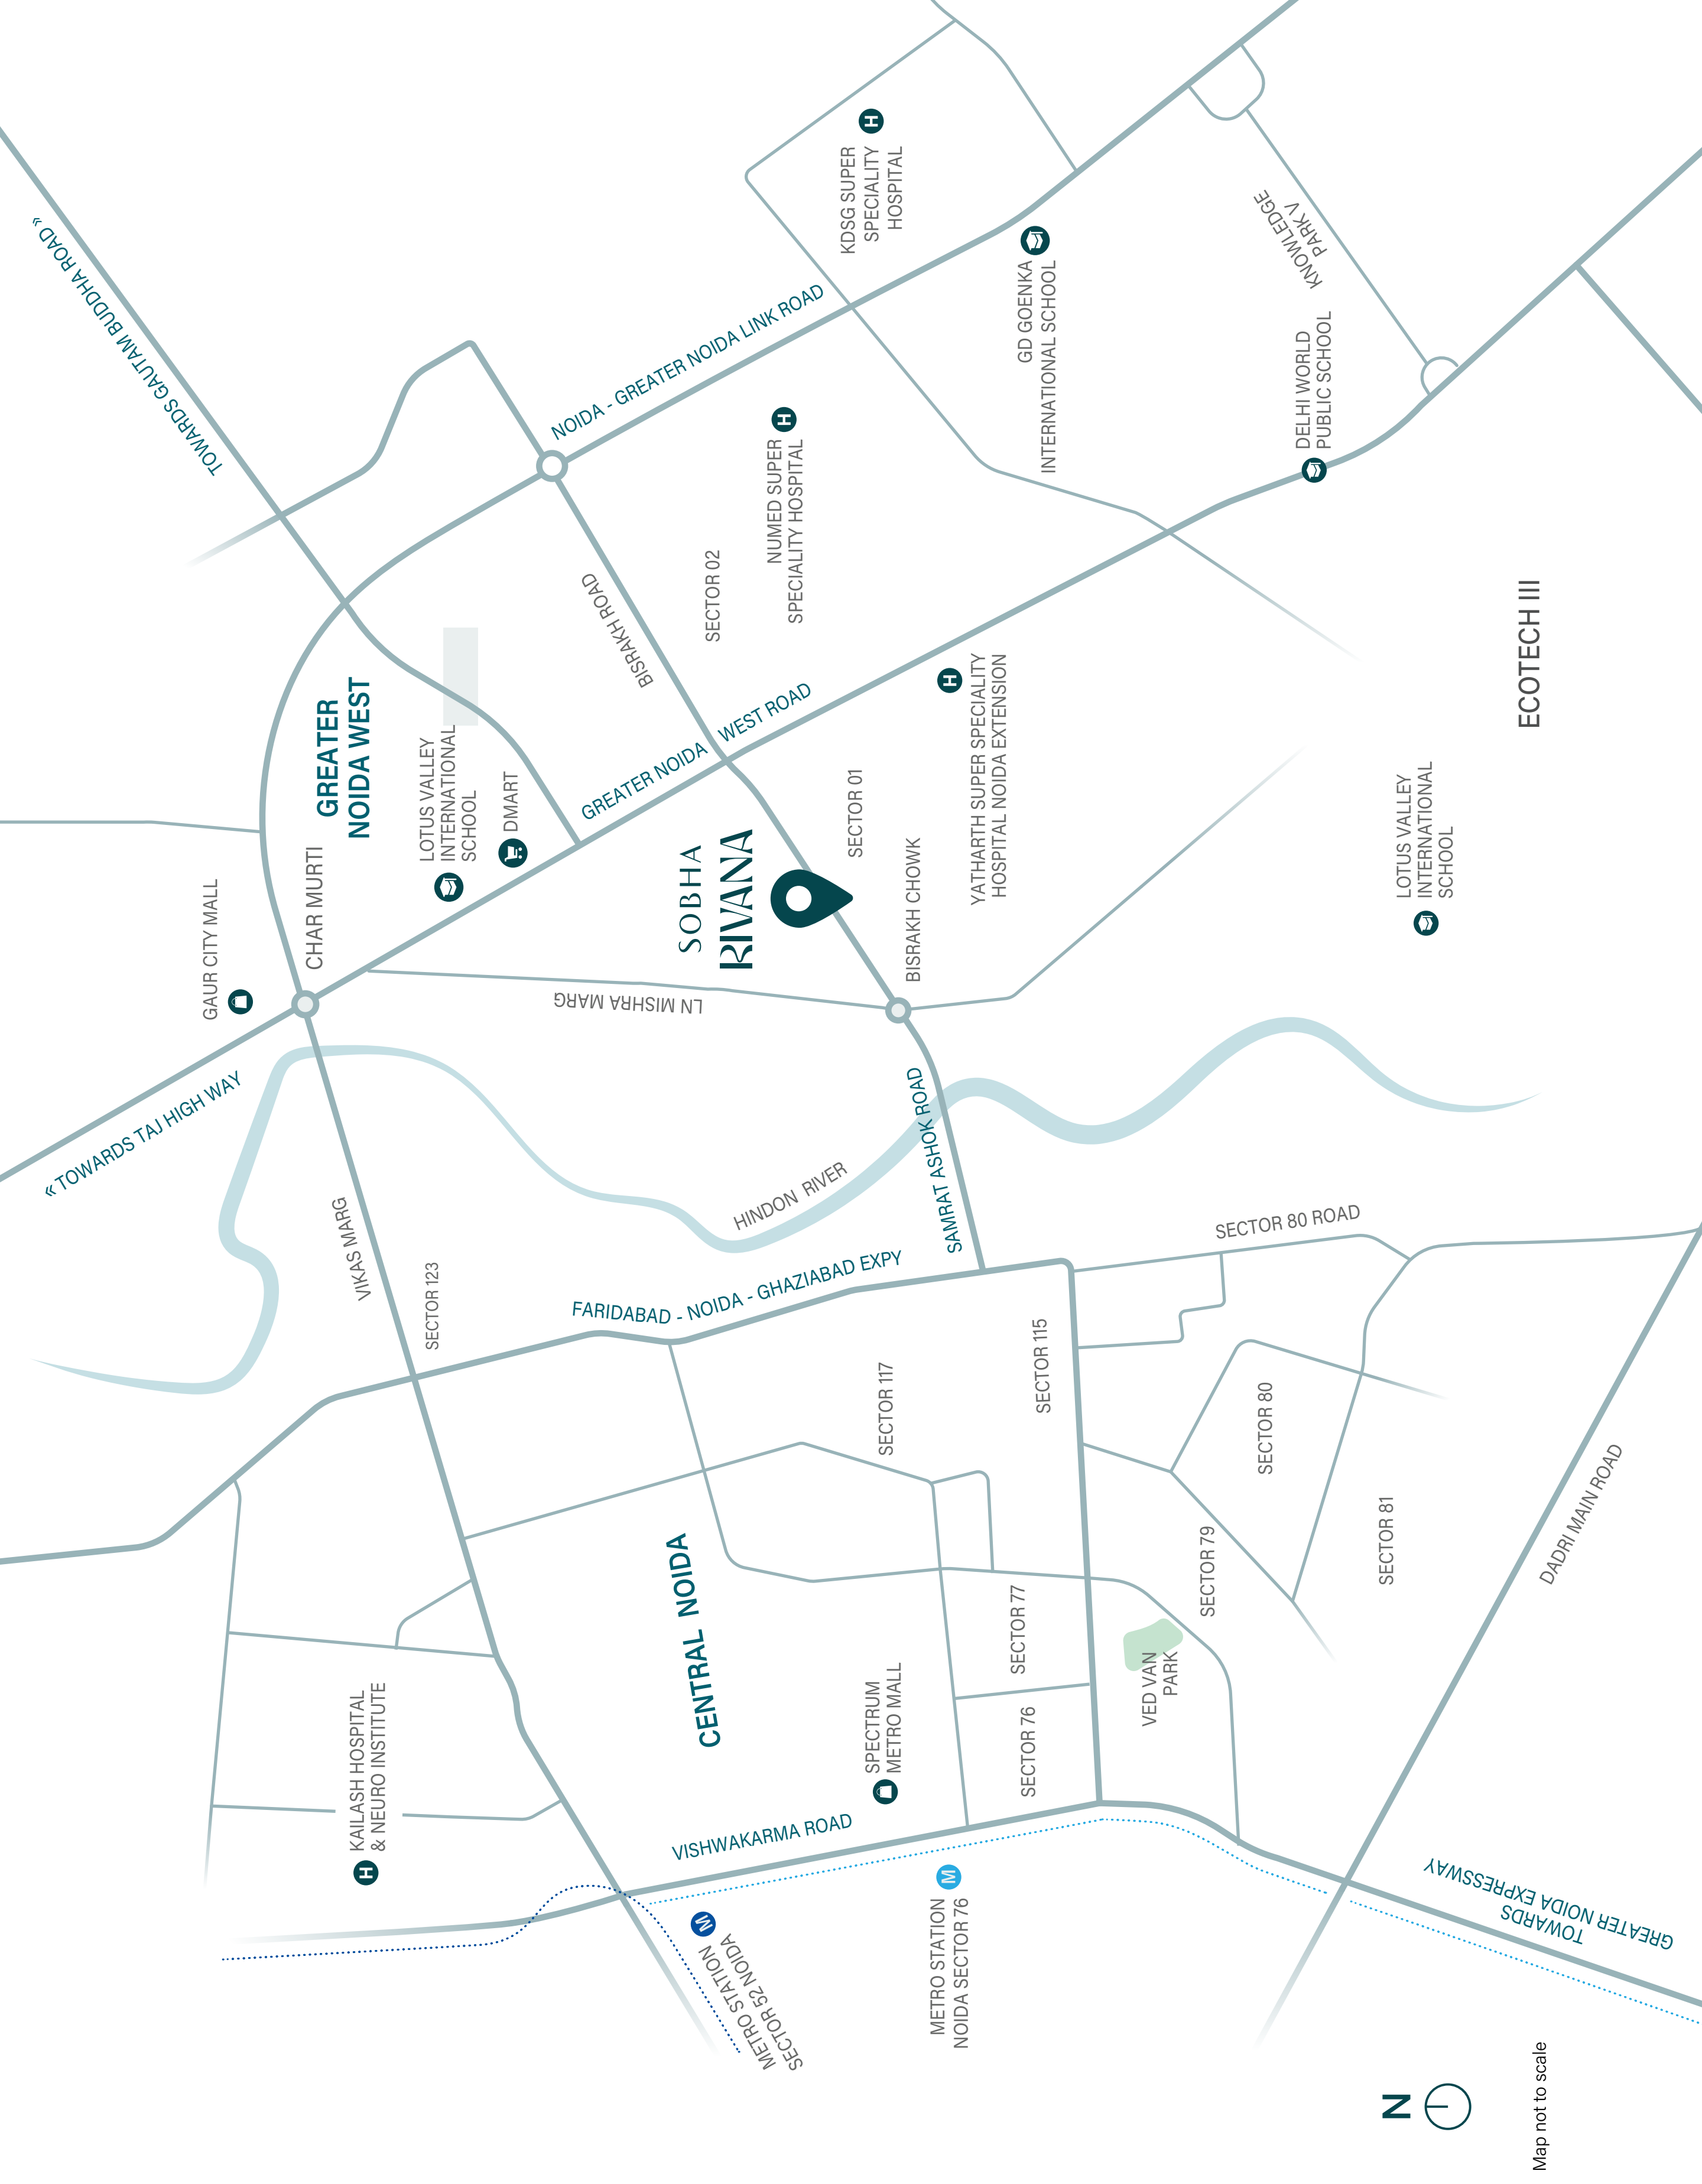 « TOWARDS TAJ HIGH WAY
TOWARDS GAUTAM BUDDHA ROAD »
GAUR CITY MALL
CHAR MURTI
GREATER
NOIDA WEST
LOTUS VALLEY
INTERNATIONAL
SCHOOL
DMART
GREATER NOIDA WEST ROAD
BISRAKH ROAD
NOIDA - GREATER NOIDA LINK ROAD
SECTOR 02
NUMED SUPER
SPECIALITY HOSPITAL
H
KDSG SUPER
SPECIALITY
HOSPITAL
H
GD GOENKA
INTERNATIONAL SCHOOL
KNOWLEDGE
PARK V
DELHI WORLD
PUBLIC SCHOOL
SOBHA
RIVANA
SECTOR 01
BISRAKH CHOWK
YATHARTH SUPER SPECIALITY
HOSPITAL NOIDA EXTENSION
H
LN MISHRA MARG
ECOTECH III
LOTUS VALLEY
INTERNATIONAL
SCHOOL
VIKAS MARG
HINDON RIVER
SAMRAT ASHOK ROAD
SECTOR 123
FARIDABAD - NOIDA - GHAZIABAD EXPY
SECTOR 80 ROAD
SECTOR 117
SECTOR 115
SECTOR 80
SECTOR 81
SECTOR 79
DADRI MAIN ROAD
CENTRAL NOIDA
SECTOR 77
SECTOR 76
VED VAN
PARK
KAILASH HOSPITAL
& NEURO INSTITUTE
H
SPECTRUM
METRO MALL
VISHWAKARMA ROAD
M
METRO STATION
SECTOR 52 NOIDA
M
METRO STATION
NOIDA SECTOR 76
TOWARDS
GREATER NOIDA EXPRESSWAY
N
Map not to scale